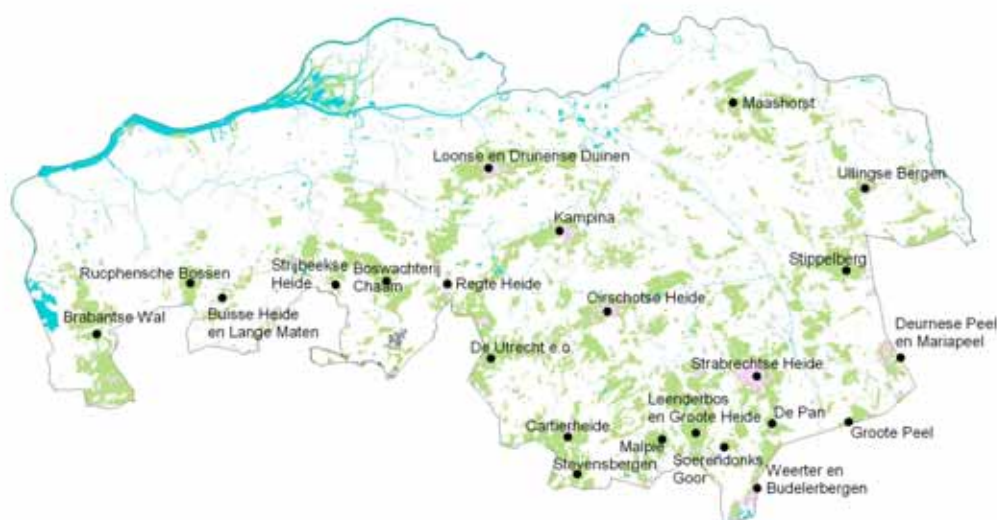 Maashorst
Loonse en Drunense Duinen
Ullingse Bergen
Kampina
Stippelberg
Rucphensche Bossen
Strijbeekse
Heide
Boswachterij
Chaam
Regte Heide
Oirschotse Heide
Buisse Heide
en Lange Maten
Brabantse Wal
Deurnese Peel
en Mariapeel
De Utrecht e.o
Strabrechtse Heide
Leenderbos
en Groote Heide
De Pan
Cartierheide
Malpie
Groote Peel
Stevensbergen
Soerendonks
Goor
Weerter en
Budelerbergen